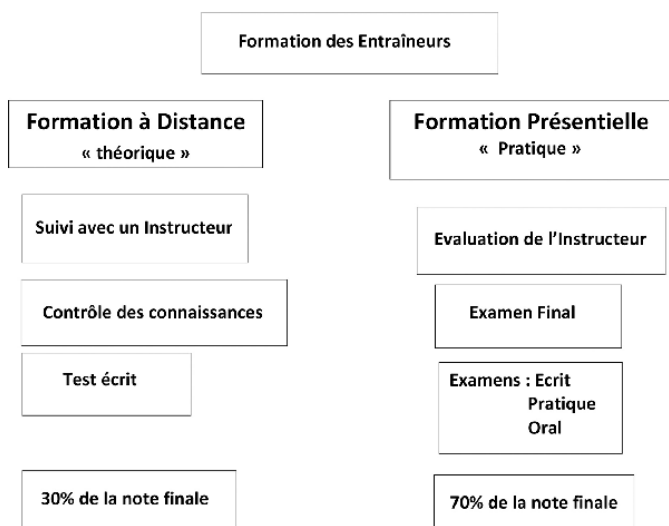 Formation des Entraîneurs
Formation à Distance
« théorique »
Suivi avec un Instructeur
Contrôle des connaissances
Test écrit
30% de la note finale
Formation Présentielle
« Pratique »
Evaluation de l'Instructeur
Examen Final
Examens : Ecrit
Pratique
Oral
70% de la note finale